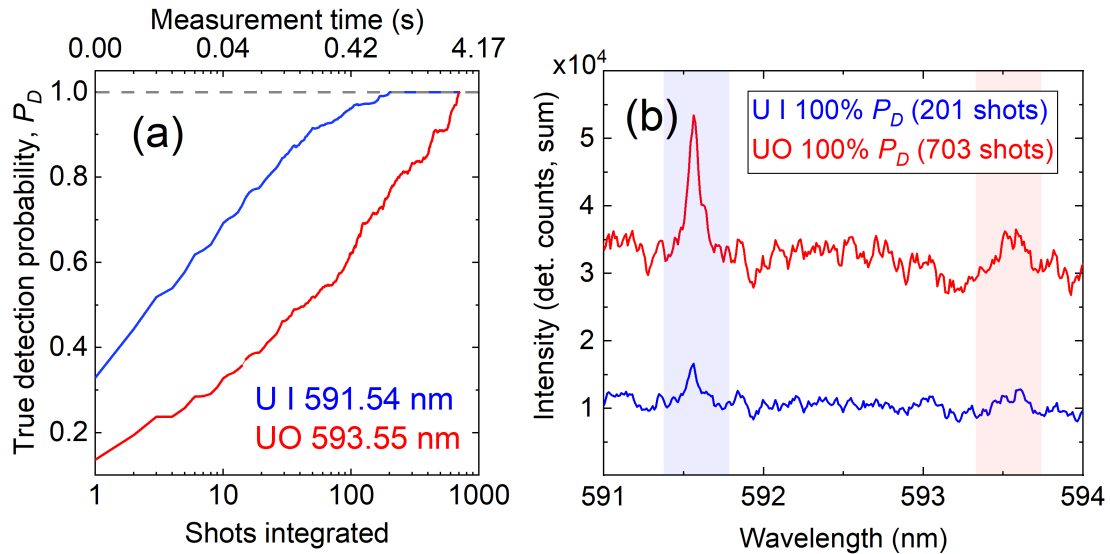 Measurement time (s)
0.00 0.04 0.42 4.17
True detection probability, P_D
1.0
0.8
0.6
0.4
0.2
(a)
U I 591.54 nm
UO 593.55 nm
1 10 100 1000
Shots integrated
×10⁴
Intensity (det. counts, sum)
5
4
3
2
1
(b)
U I 100% P_D (201 shots)
UO 100% P_D (703 shots)
591 592 593 594
Wavelength (nm)